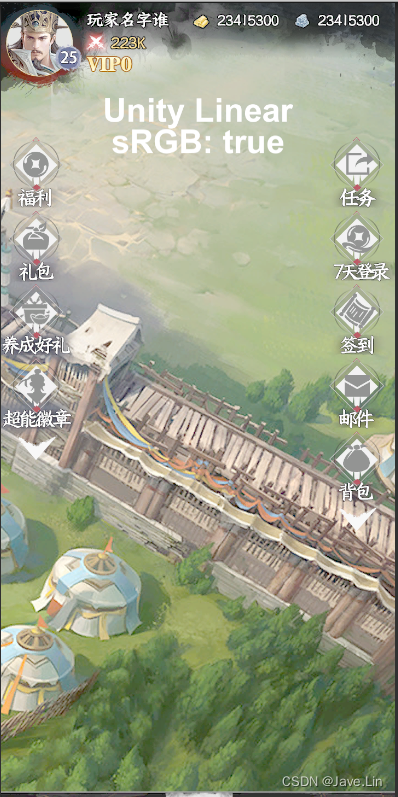 玩家名字谁
23415300
23415300
223K
25
VIP0
Unity Linear
sRGB: true
福利
任务
礼包
7天登录
养成好礼
签到
超能徽章
邮件
背包
CSDN @Jave.Lin